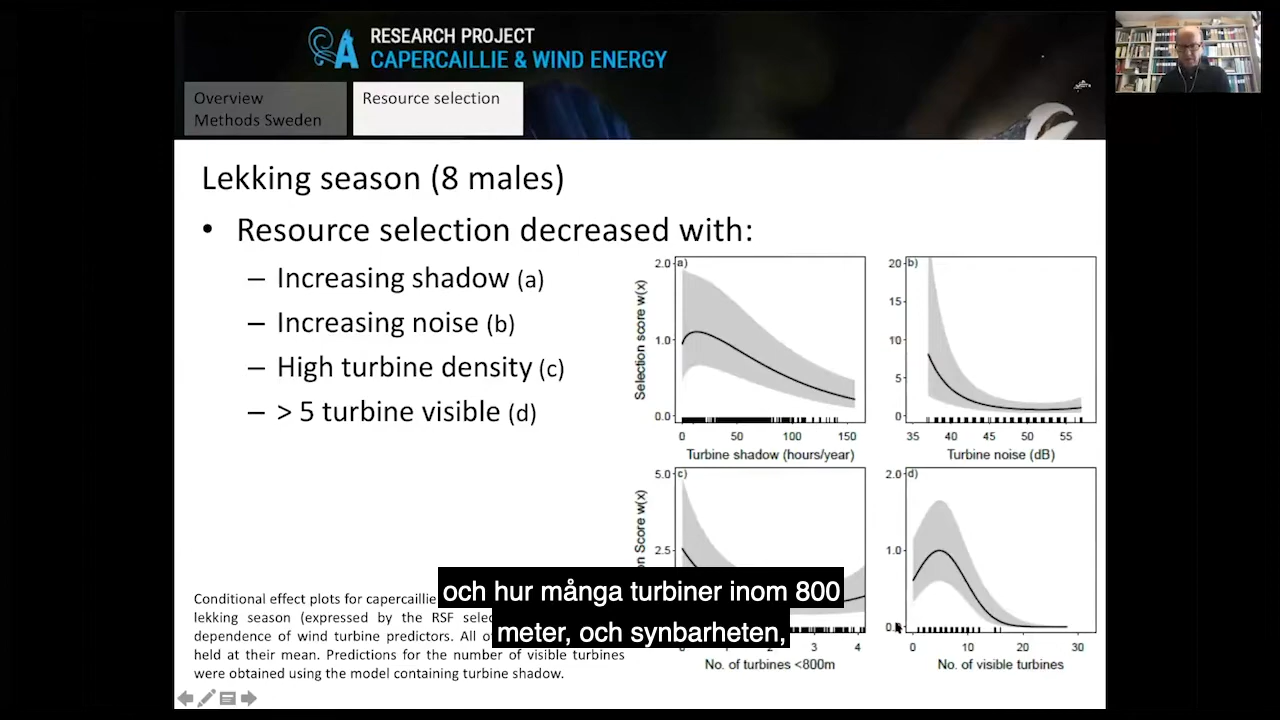 RESEARCH PROJECT
CAPERCAILLIE & WIND ENERGY
Overview
Methods Sweden
Resource selection
Lekking season (8 males)
• Resource selection decreased with:
– Increasing shadow (a)
– Increasing noise (b)
– High turbine density (c)
– > 5 turbine visible (d)
a)
2.0
1.0
0.0
Selection score w(x)
0 50 100 150
Turbine shadow (hours/year)
b)
20
15
10
5
0
35 40 45 50 55
Turbine noise (dB)
c)
5.0
2.5
Score w(x)
2 3 4
No. of turbines <800m
d)
2.0
1.0
0 10 20 30
No. of visible turbines
Conditional effect plots for capercaillie
lekking season (expressed by the RSF
dependence of wind turbine predictors. All
held at their mean. Predictions for the number of visible turbines
were obtained using the model containing turbine shadow.
och hur många turbiner inom 800
meter, och synbarheten,